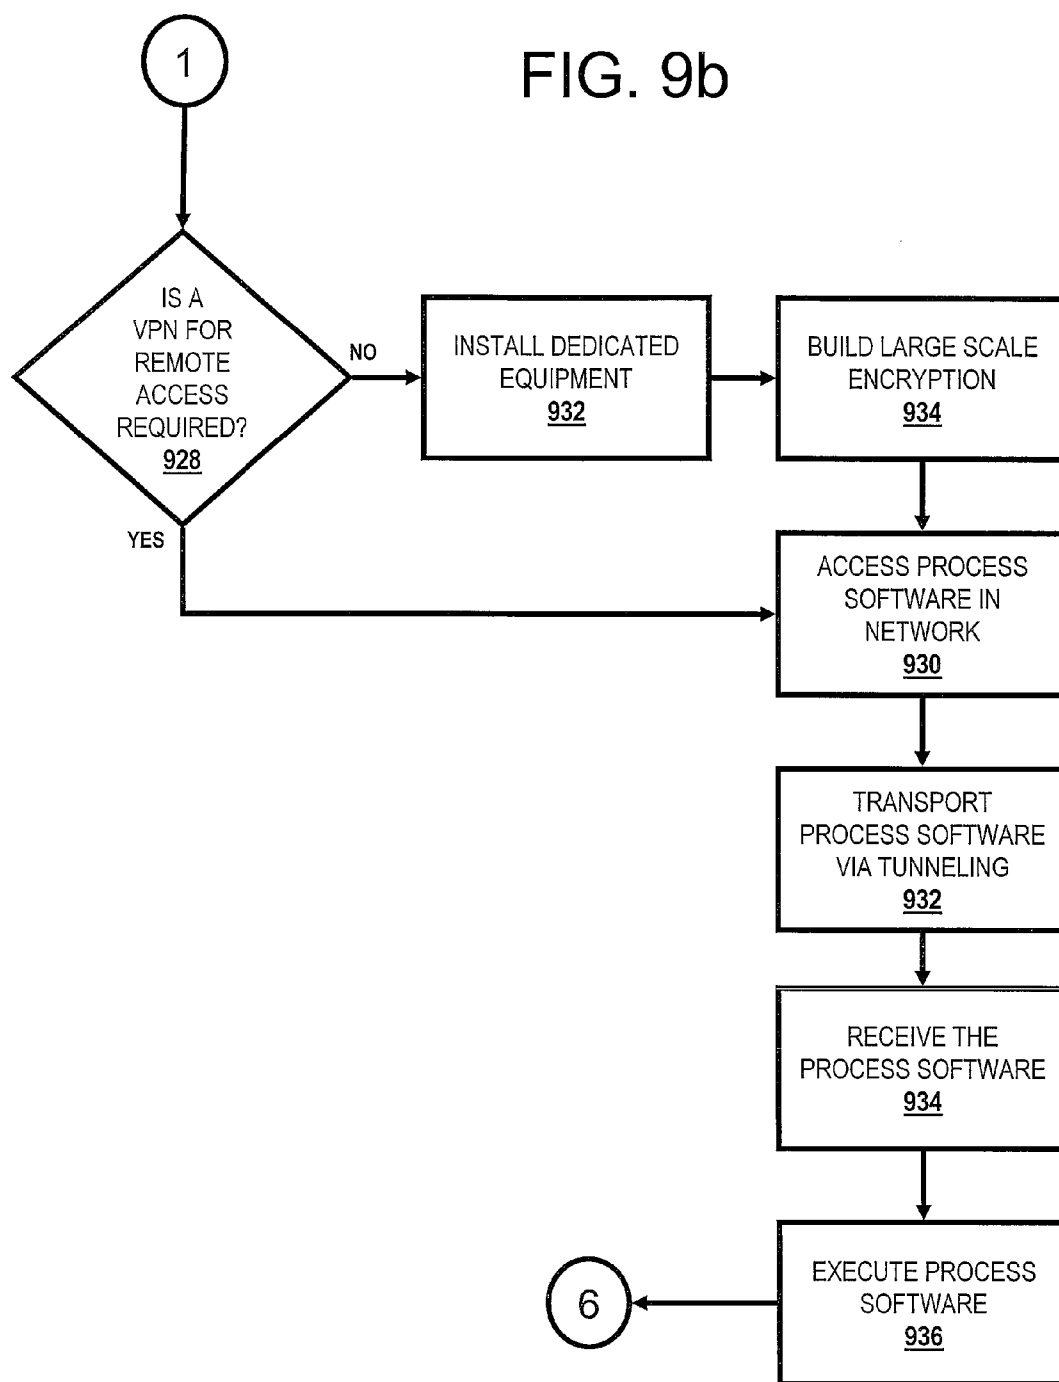 1
FIG. 9b
IS A
VPN FOR
REMOTE
ACCESS
REQUIRED?
928
NO
YES
INSTALL DEDICATED
EQUIPMENT
932
BUILD LARGE SCALE
ENCRYPTION
934
ACCESS PROCESS
SOFTWARE IN
NETWORK
930
TRANSPORT
PROCESS SOFTWARE
VIA TUNNELING
932
RECEIVE THE
PROCESS SOFTWARE
934
EXECUTE PROCESS
SOFTWARE
936
6